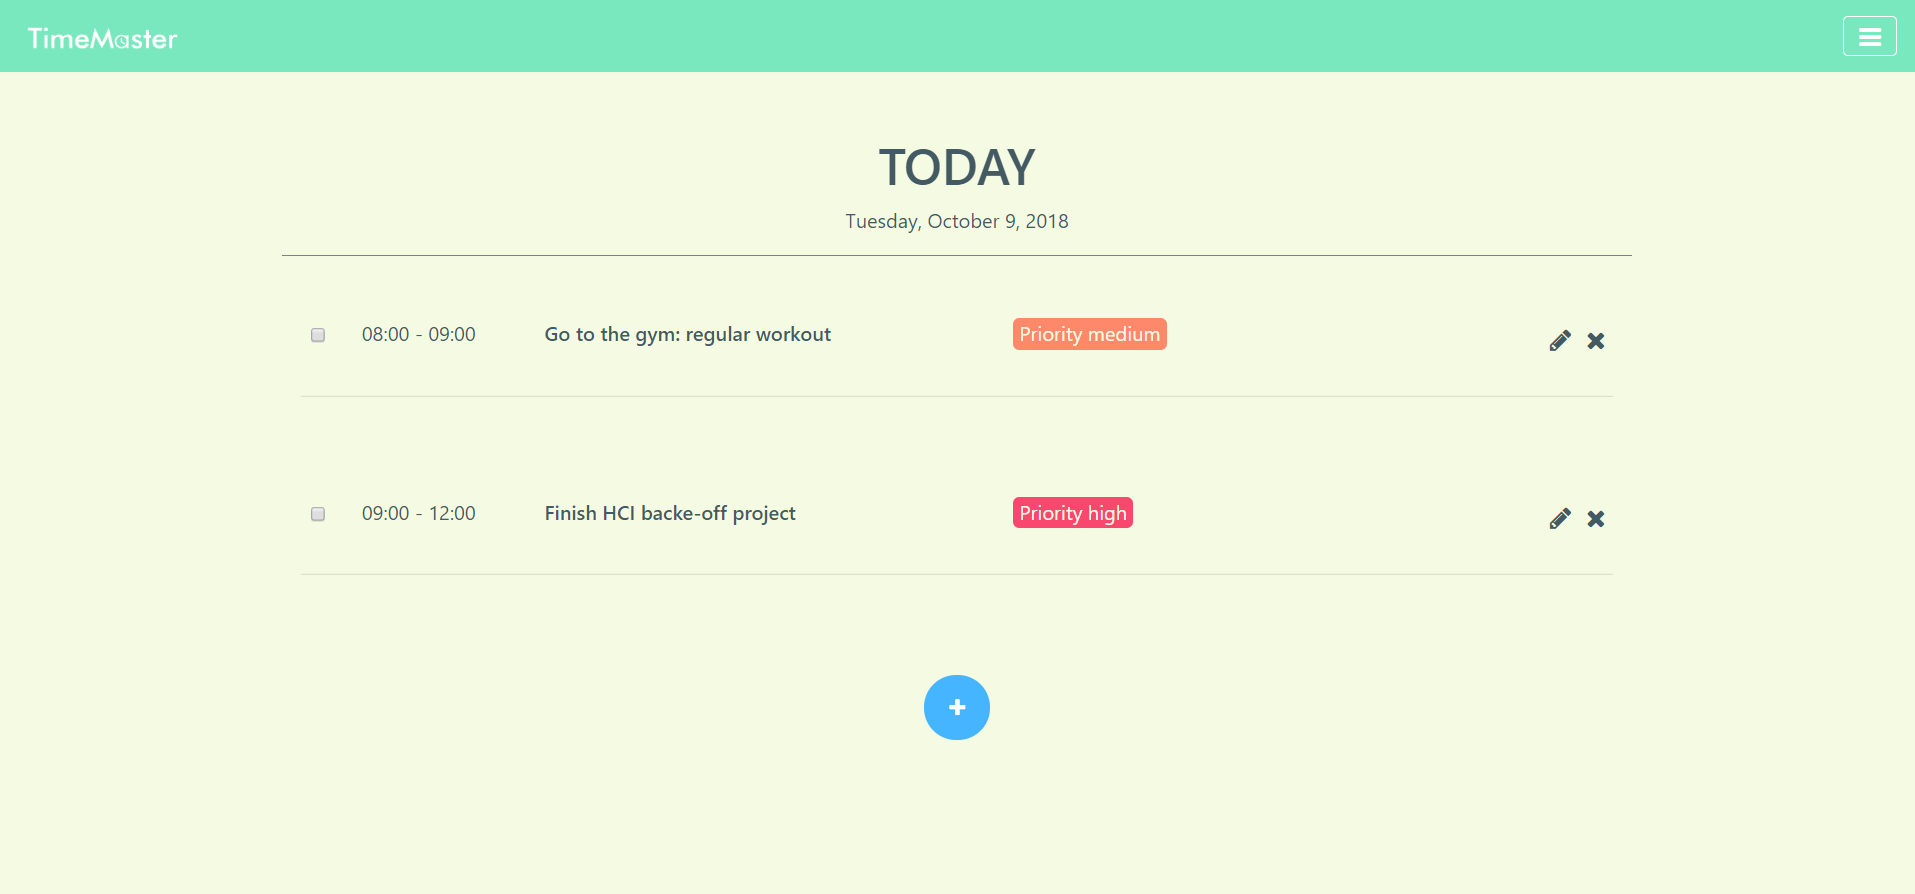 TimeMaster
TODAY
Tuesday, October 9, 2018
08:00 - 09:00 Go to the gym: regular workout Priority medium
09:00 - 12:00 Finish HCI backe-off project Priority high